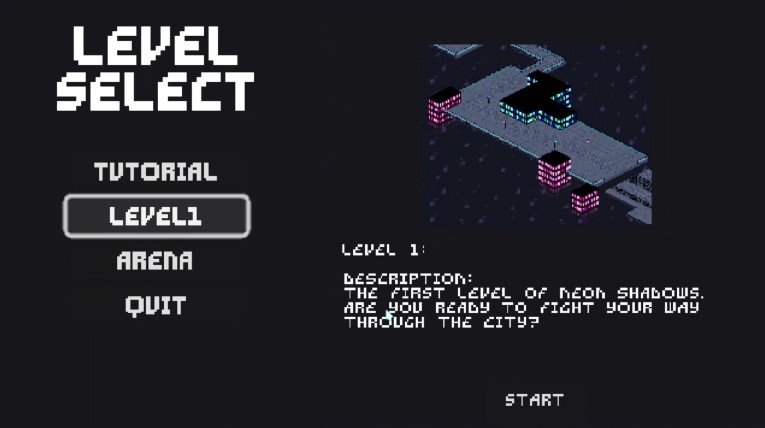 LEVEL
SELECT
TUTORIAL
LEVEL1
ARENA
QUIT
LEVEL 1:
DESCRIPTION:
THE FIRST LEVEL OF NEON SHADOWS.
ARE YOU READY TO FIGHT YOUR WAY
THROUGH THE CITY?
START